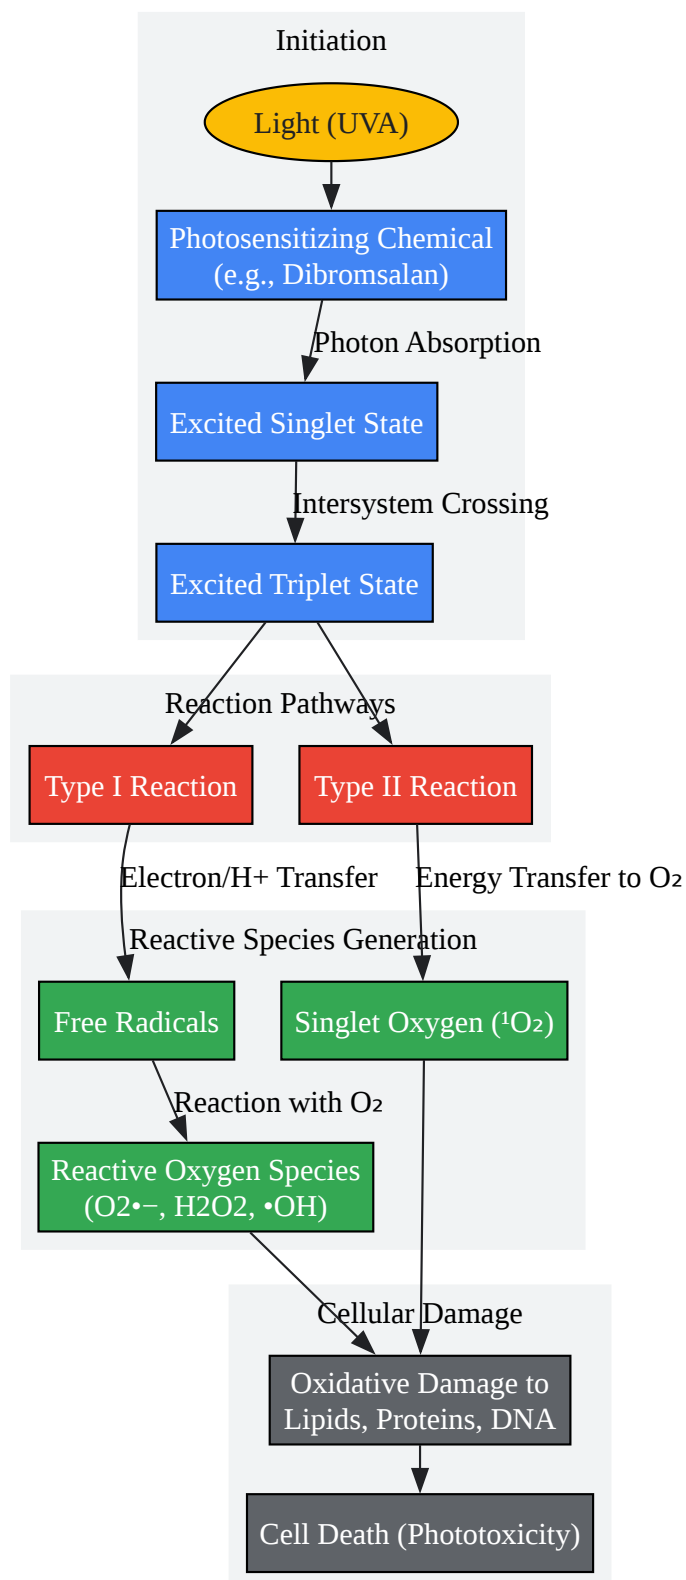 Initiation
Light (UVA)
Photosensitizing Chemical
(e.g., Dibromsalan)
Photon Absorption
Excited Singlet State
Intersystem Crossing
Excited Triplet State
Reaction Pathways
Type I Reaction
Type II Reaction
Electron/H+ Transfer
Energy Transfer to O₂
Reactive Species Generation
Free Radicals
Singlet Oxygen (¹O₂)
Reaction with O₂
Reactive Oxygen Species
(O2•−, H2O2, •OH)
Cellular Damage
Oxidative Damage to
Lipids, Proteins, DNA
Cell Death (Phototoxicity)